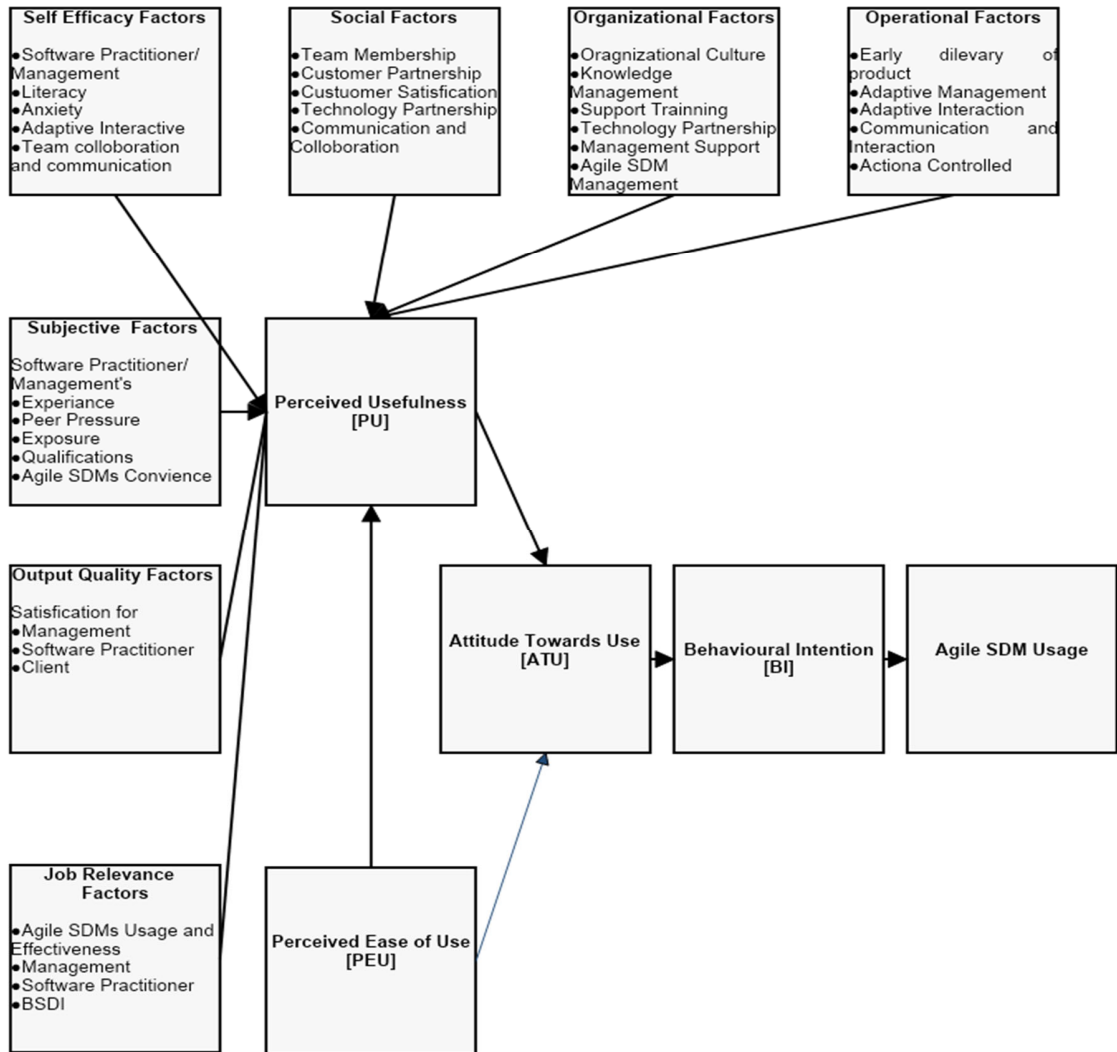 Self Efficacy Factors
●Software Practitioner/
Management
●Literacy
●Anxiety
●Adaptive Interactive
●Team colloboration
and communication
Social Factors
●Team Membership
●Customer Partnership
●Custuomer Satisfication
●Technology Partnership
●Communication and
Colloboration
Organizational Factors
●Oragnizational Culture
●Knowledge
Management
●Support Trainning
●Technology Partnership
●Management Support
●Agile SDM
Management
Operational Factors
●Early dilevary of
product
●Adaptive Management
●Adaptive Interaction
●Communication and
Interaction
●Actiona Controlled
Subjective Factors
Software Practitioner/
Management's
●Experiance
●Peer Pressure
●Exposure
●Qualifications
●Agile SDMs Convience
Perceived Usefulness
[PU]
Output Quality Factors
Satisfication for
●Management
●Software Practitioner
●Client
Attitude Towards Use
[ATU]
Behavioural Intention
[BI]
Agile SDM Usage
Job Relevance
Factors
●Agile SDMs Usage and
Effectiveness
●Management
●Software Practitioner
●BSDI
Perceived Ease of Use
[PEU]